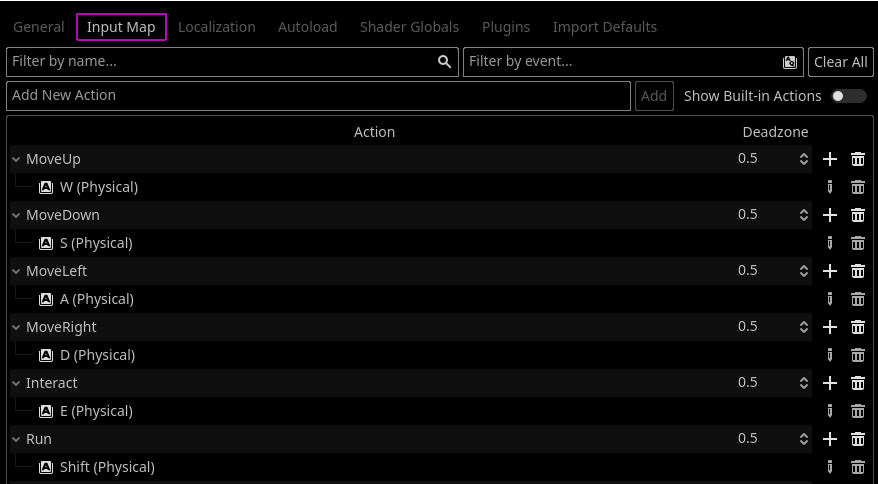 General Input Map Localization Autoload Shader Globals Plugins Import Defaults
Filter by name... Filter by event... Clear All
Add New Action Add Show Built-in Actions
Action Deadzone
MoveUp 0.5
W (Physical)
MoveDown 0.5
S (Physical)
MoveLeft 0.5
A (Physical)
MoveRight 0.5
D (Physical)
Interact 0.5
E (Physical)
Run 0.5
Shift (Physical)